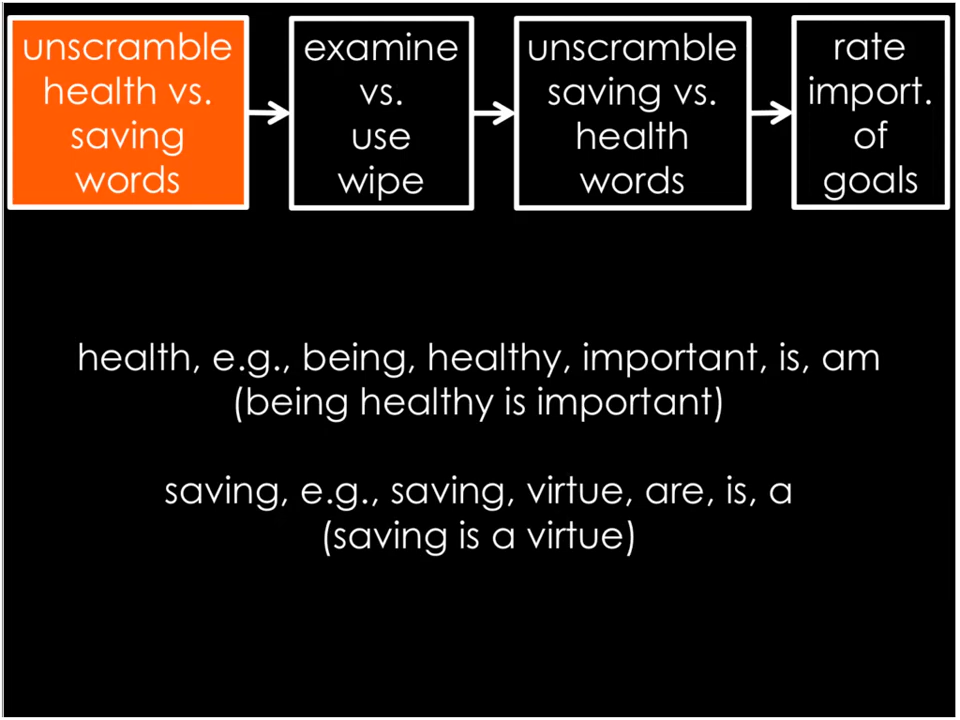 unscramble
health vs.
saving
words
examine
vs.
use
wipe
unscramble
saving vs.
health
words
rate
import.
of
goals
health, e.g., being, healthy, important, is, am
(being healthy is important)
saving, e.g., saving, virtue, are, is, a
(saving is a virtue)